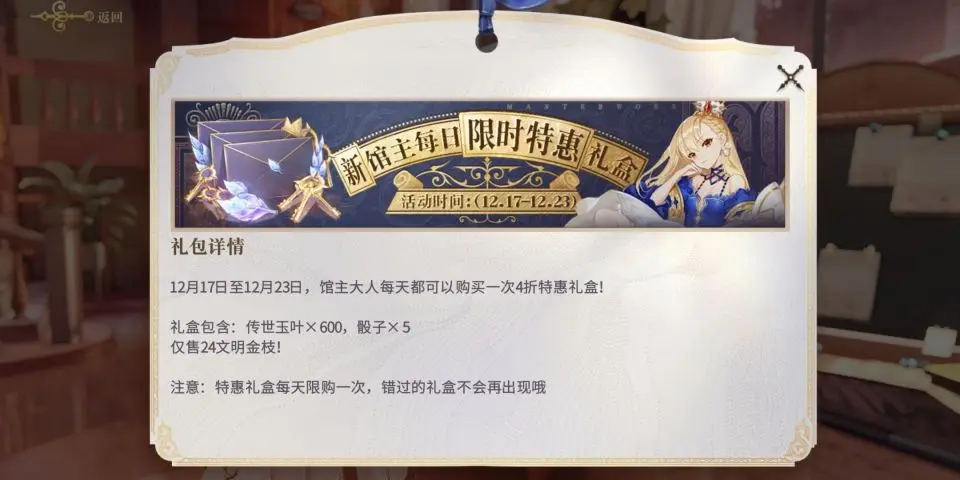 返回
MASTERWORK
新馆主每日限时特惠礼盒
活动时间:(12.17-12.23)
礼包详情
12月17日至12月23日，馆主大人每天都可以购买一次4折特惠礼盒！
礼盒包含：传世玉叶×600，骰子×5
仅售24文明金枝！
注意：特惠礼盒每天限购一次，错过的礼盒不会再出现哦